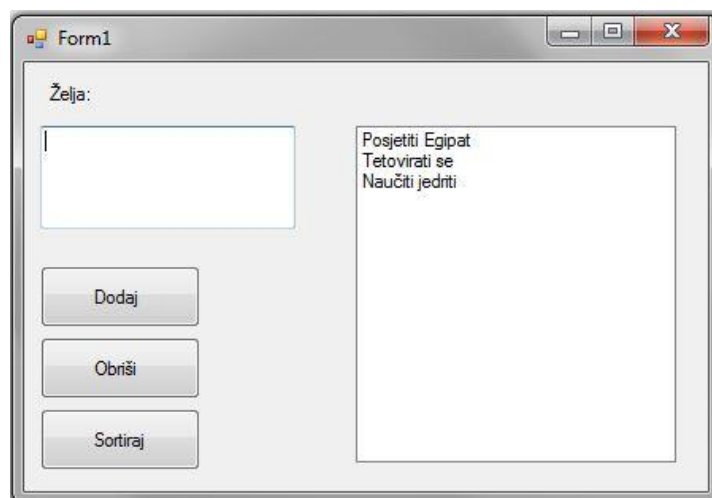 Form1
Želja:
Posjetiti Egipat
Tetovirati se
Naučiti jedriti
Dodaj
Obriši
Sortiraj